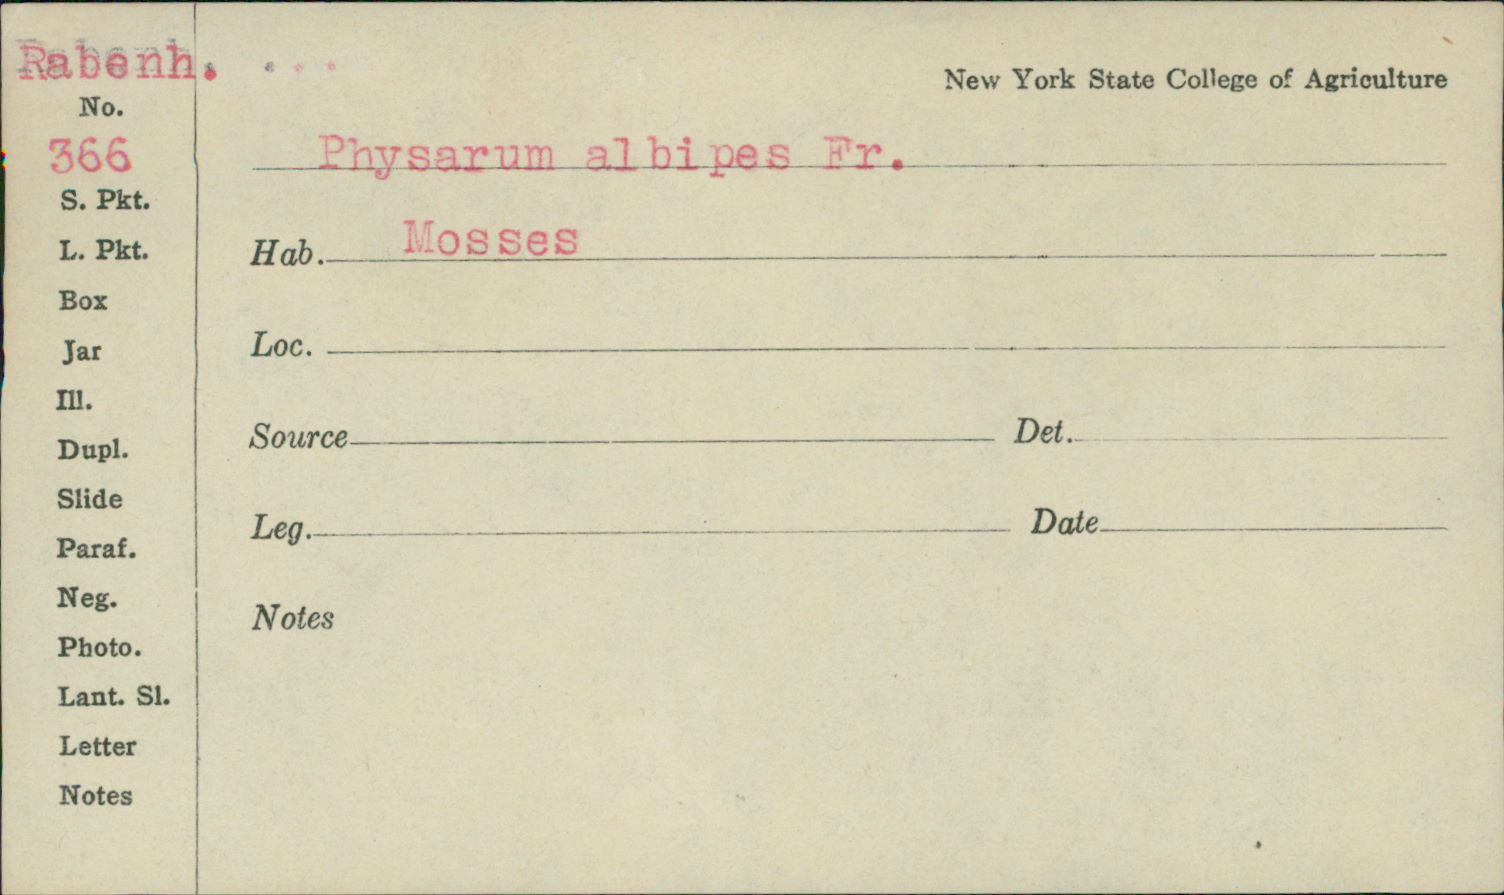 Rabenh. ...
New York State College of Agriculture
No.
366
Physarum albipes Fr.
S. Pkt.
L. Pkt.
Hab. Mosses
Box
Jar
Loc.
Ill.
Dupl.
Source Det.
Slide
Leg. Date
Paraf.
Neg.
Notes
Photo.
Lant. Sl.
Letter
Notes